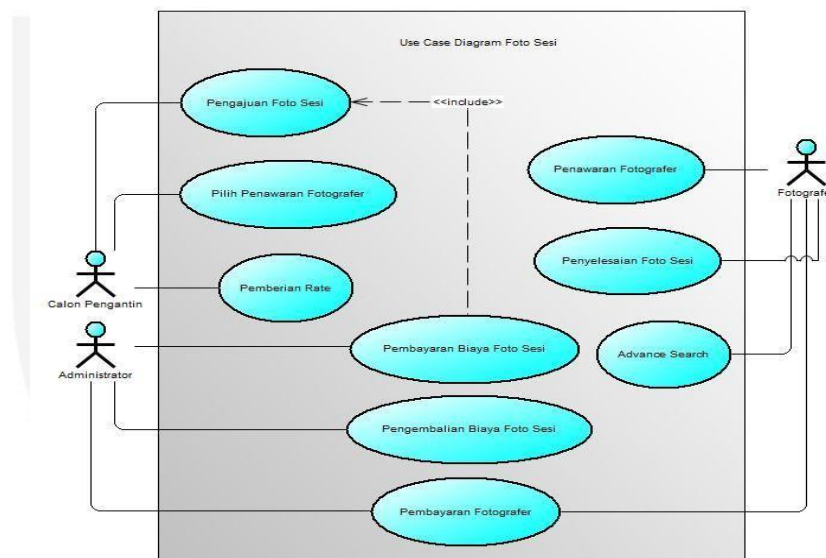 Use Case Diagram Foto Sesi
Pengajuan Foto Sesi
<<include>>
Penawaran Fotografer
Fotografe
Pilih Penawaran Fotografer
Penyelesaian Foto Sesi
Pemberian Rate
Calon Pengantin
Pembayaran Biaya Foto Sesi
Advance Search
Administrator
Pengembalian Biaya Foto Sesi
Pembayaran Fotografer